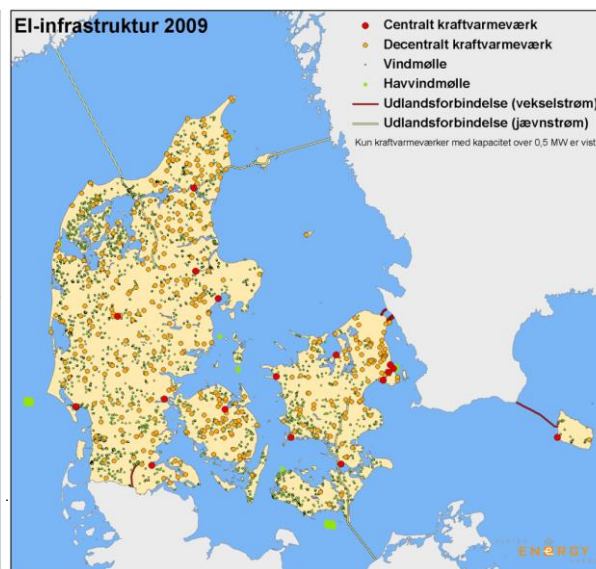 El-infrastruktur 2009
Centralt kraftvarmeværk
Decentralt kraftvarmeværk
Vindmølle
Havvindmølle
Udlandsforbindelse (vekselstrøm)
Udlandsforbindelse (jævnstrøm)
Kun kraftvarmeværker med kapacitet over 0,5 MW er vist
ENERGY